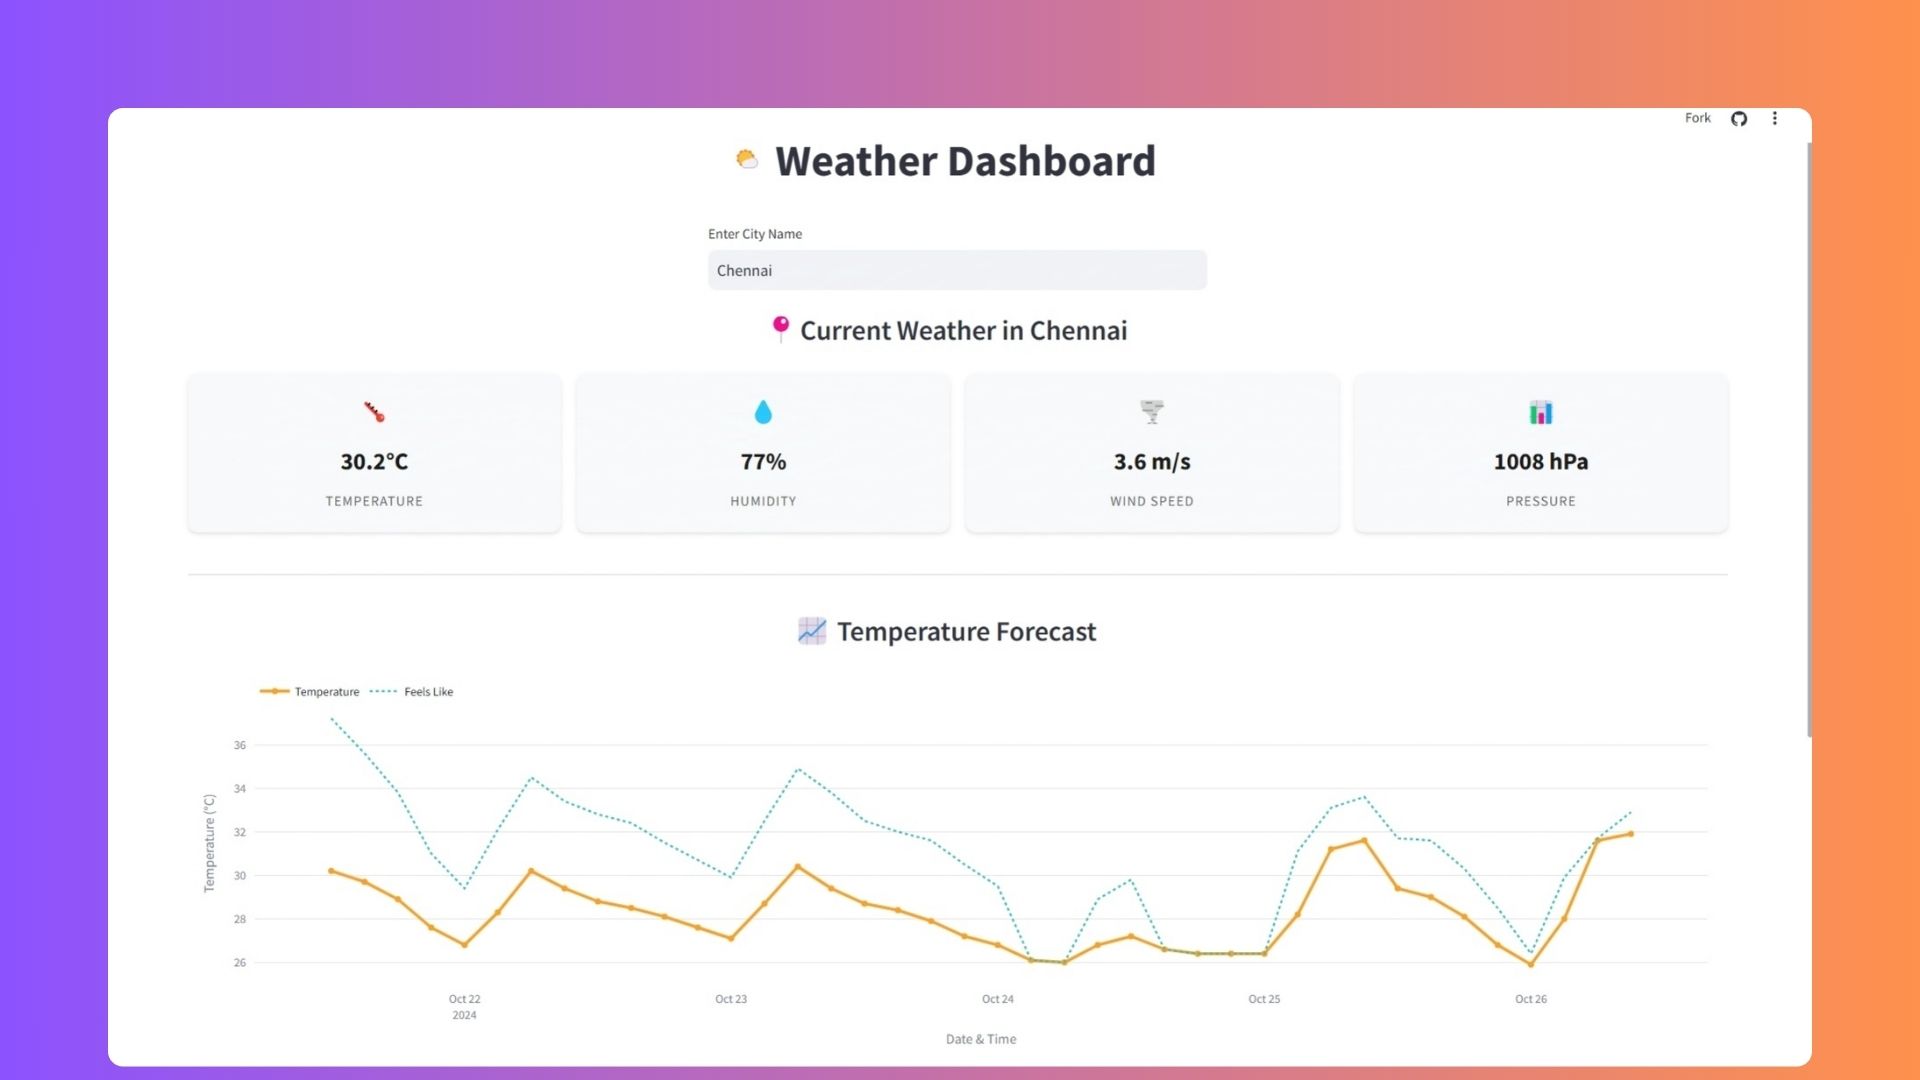 Fork
Weather Dashboard
Enter City Name
Chennai
Current Weather in Chennai
30.2°C
TEMPERATURE
77%
HUMIDITY
3.6 m/s
WIND SPEED
1008 hPa
PRESSURE
Temperature Forecast
Temperature
Feels Like
Temperature (°C)
36
34
32
30
28
26
Oct 22
2024
Oct 23
Oct 24
Oct 25
Oct 26
Date & Time